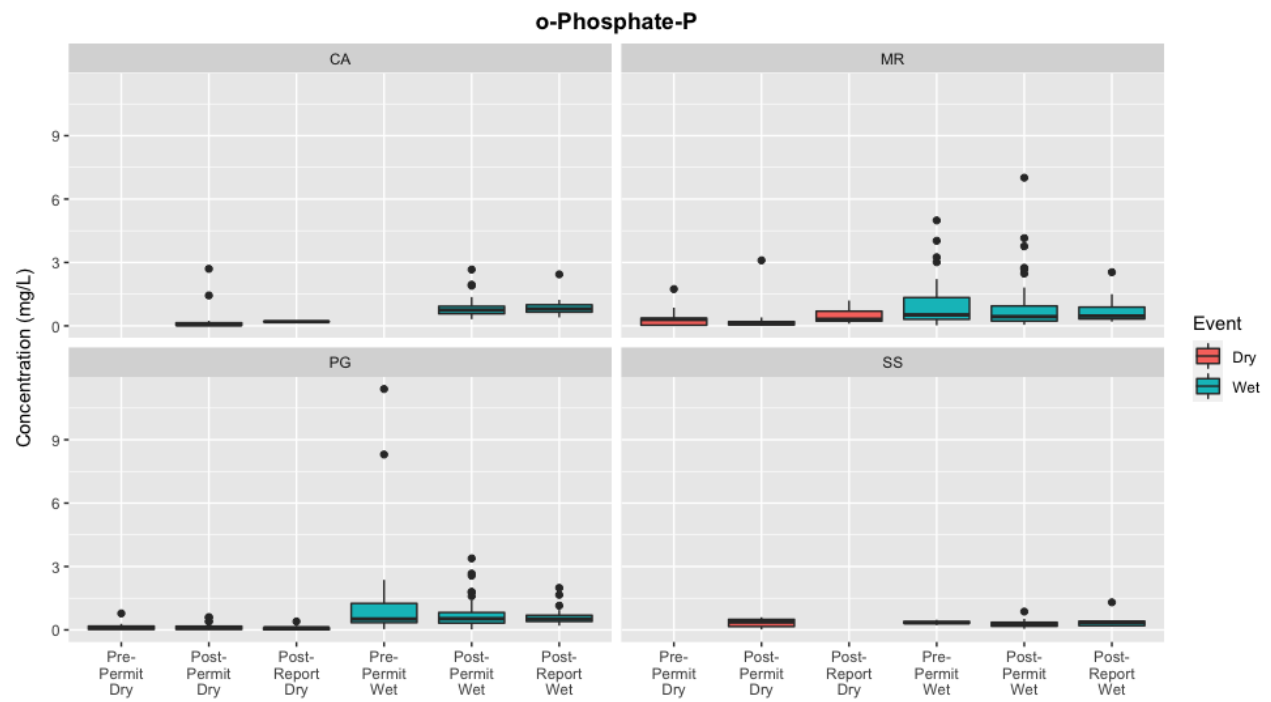 o-Phosphate-P
CA
MR
9
6
3
0
PG
SS
9
6
3
0
Concentration (mg/L)
Pre-
Permit
Dry
Post-
Permit
Dry
Post-
Report
Dry
Pre-
Permit
Wet
Post-
Permit
Wet
Post-
Report
Wet
Pre-
Permit
Dry
Post-
Permit
Dry
Post-
Report
Dry
Pre-
Permit
Wet
Post-
Permit
Wet
Post-
Report
Wet
Event
Dry
Wet